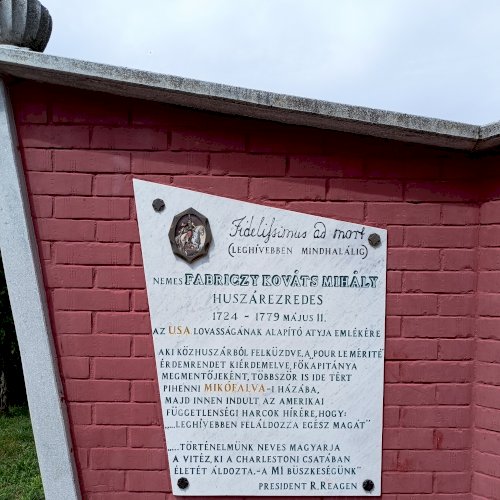 Fidelissimus ad mort
(LEGHÍVEBBEN MINDHALÁLIG)
NEMES FABRICZY KOVÁTS MIHÁLY
HUSZÁREZREDES
1724 - 1779 MÁJUS 11.
AZ USA LOVASSÁGÁNAK ALAPÍTÓ ATYJA EMLÉKÉRE
AKI KÖZHUSZÁRBÓL FELKÜZDVE, A POUR LE MÉRITÉ
ÉRDEMRENDET KIÉRDEMELVE, FŐKAPITÁNYA
MEGMENTŐJEKÉNT, TÖBBSZÖR IS IDE TÉRT
PIHENNI MIKÓFALVA-I HÁZÁBA,
MAJD INNEN INDULT AZ AMERIKAI
FÜGGETLENSÉGI HARCOK HÍRÉRE, HOGY:
„...LEGHÍVEBBEN FELÁLDOZZA EGÉSZ MAGÁT"
„...TÖRTÉNELMÜNK NEVES MAGYARJA
A VITÉZ, KI A CHARLESTONI CSATÁBAN
ÉLETÉT ÁLDOZTA,-A MI BÜSZKESÉGÜNK"
PRESIDENT R. REAGEN